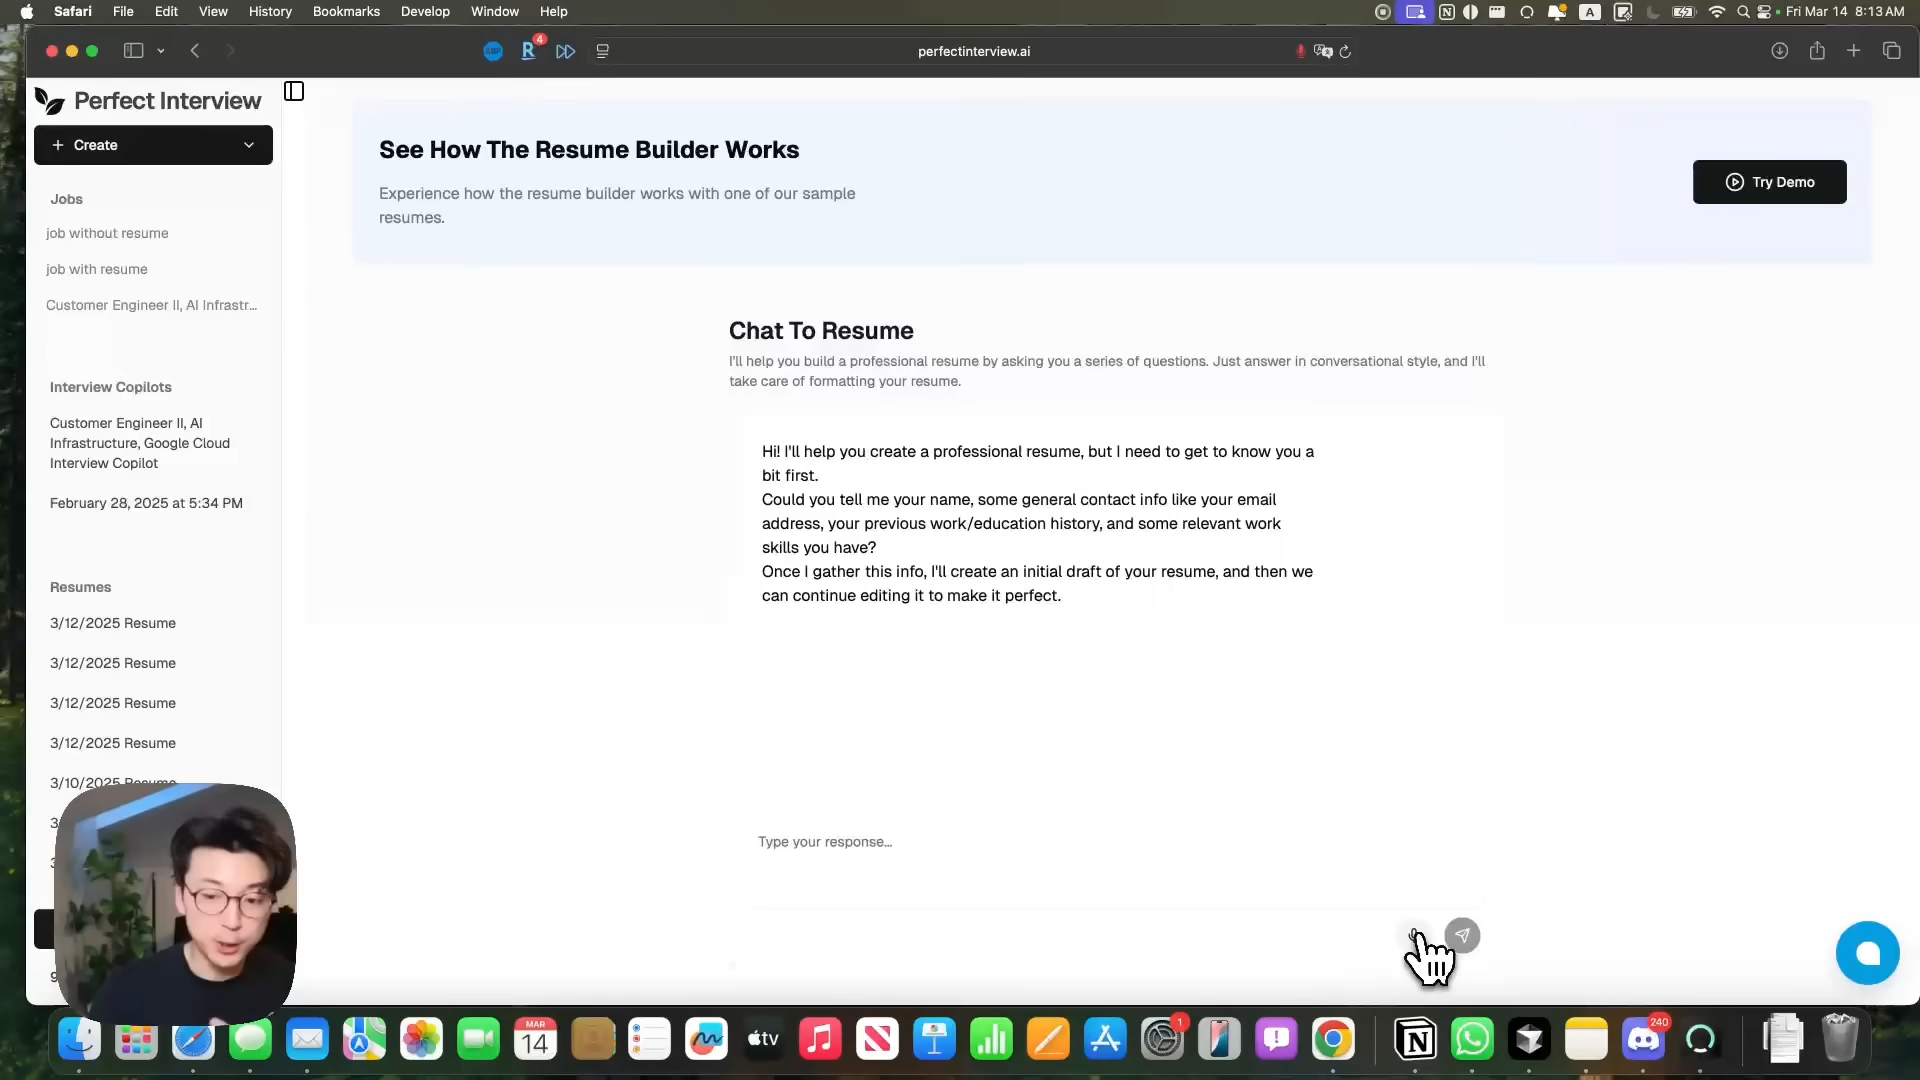 Safari File Edit View History Bookmarks Develop Window Help
A
Fri Mar 14 8:13 AM
ABP
4
perfectinterview.ai
Perfect Interview
+ Create
Jobs
job without resume
job with resume
Customer Engineer II, AI Infrastr...
Interview Copilots
Customer Engineer II, AI
Infrastructure, Google Cloud
Interview Copilot
February 28, 2025 at 5:34 PM
Resumes
3/12/2025 Resume
3/12/2025 Resume
3/12/2025 Resume
3/12/2025 Resume
3/10/2025 Resume
See How The Resume Builder Works
Experience how the resume builder works with one of our sample
resumes.
Try Demo
Chat To Resume
I'll help you build a professional resume by asking you a series of questions. Just answer in conversational style, and I'll
take care of formatting your resume.
Hi! I'll help you create a professional resume, but I need to get to know you a
bit first.
Could you tell me your name, some general contact info like your email
address, your previous work/education history, and some relevant work
skills you have?
Once I gather this info, I'll create an initial draft of your resume, and then we
can continue editing it to make it perfect.
Type your response...
MAR
14
tv
1
240